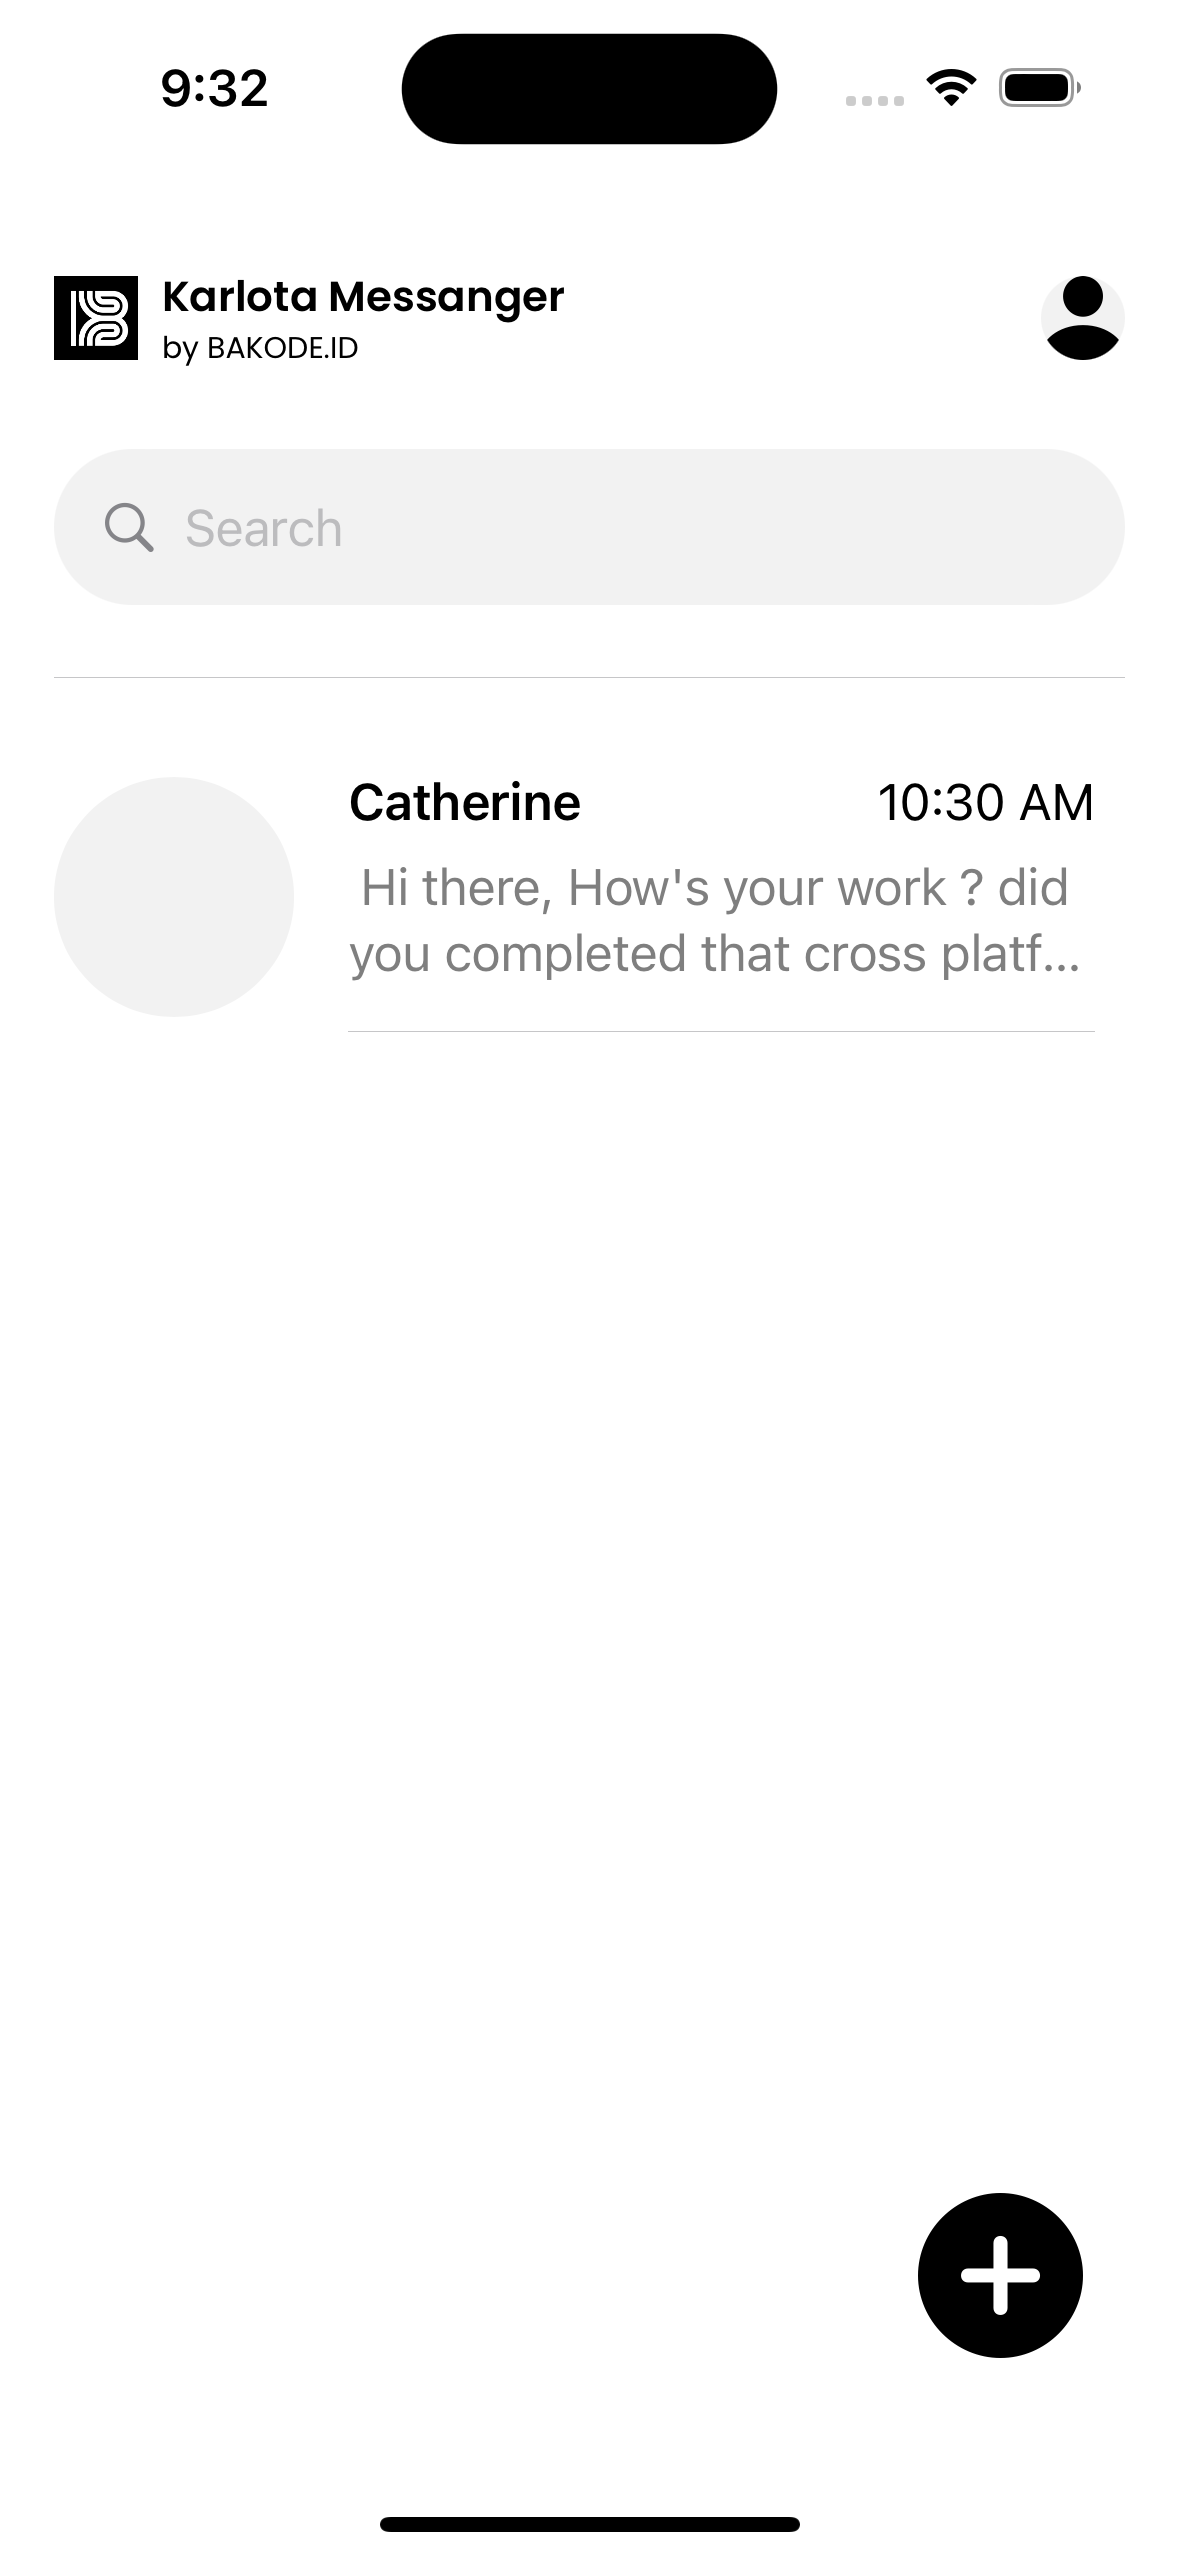 9:32
Karlota Messanger
by BAKODE.ID
Search
Catherine
10:30 AM
Hi there, How's your work ? did
you completed that cross platf...